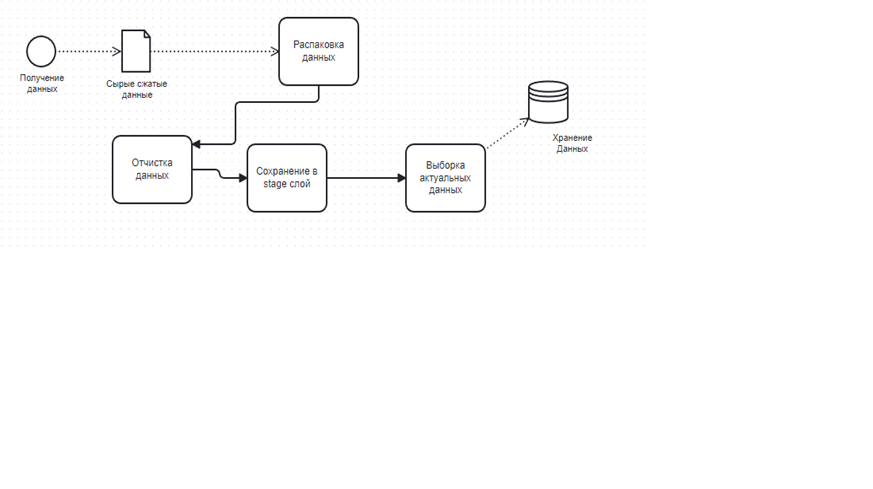 Распаковка
данных
Получение
данных
Сырые сжатые
данные
Хранение
Данных
Отчистка
данных
Сохранение в
stage слой
Выборка
актуальных
данных